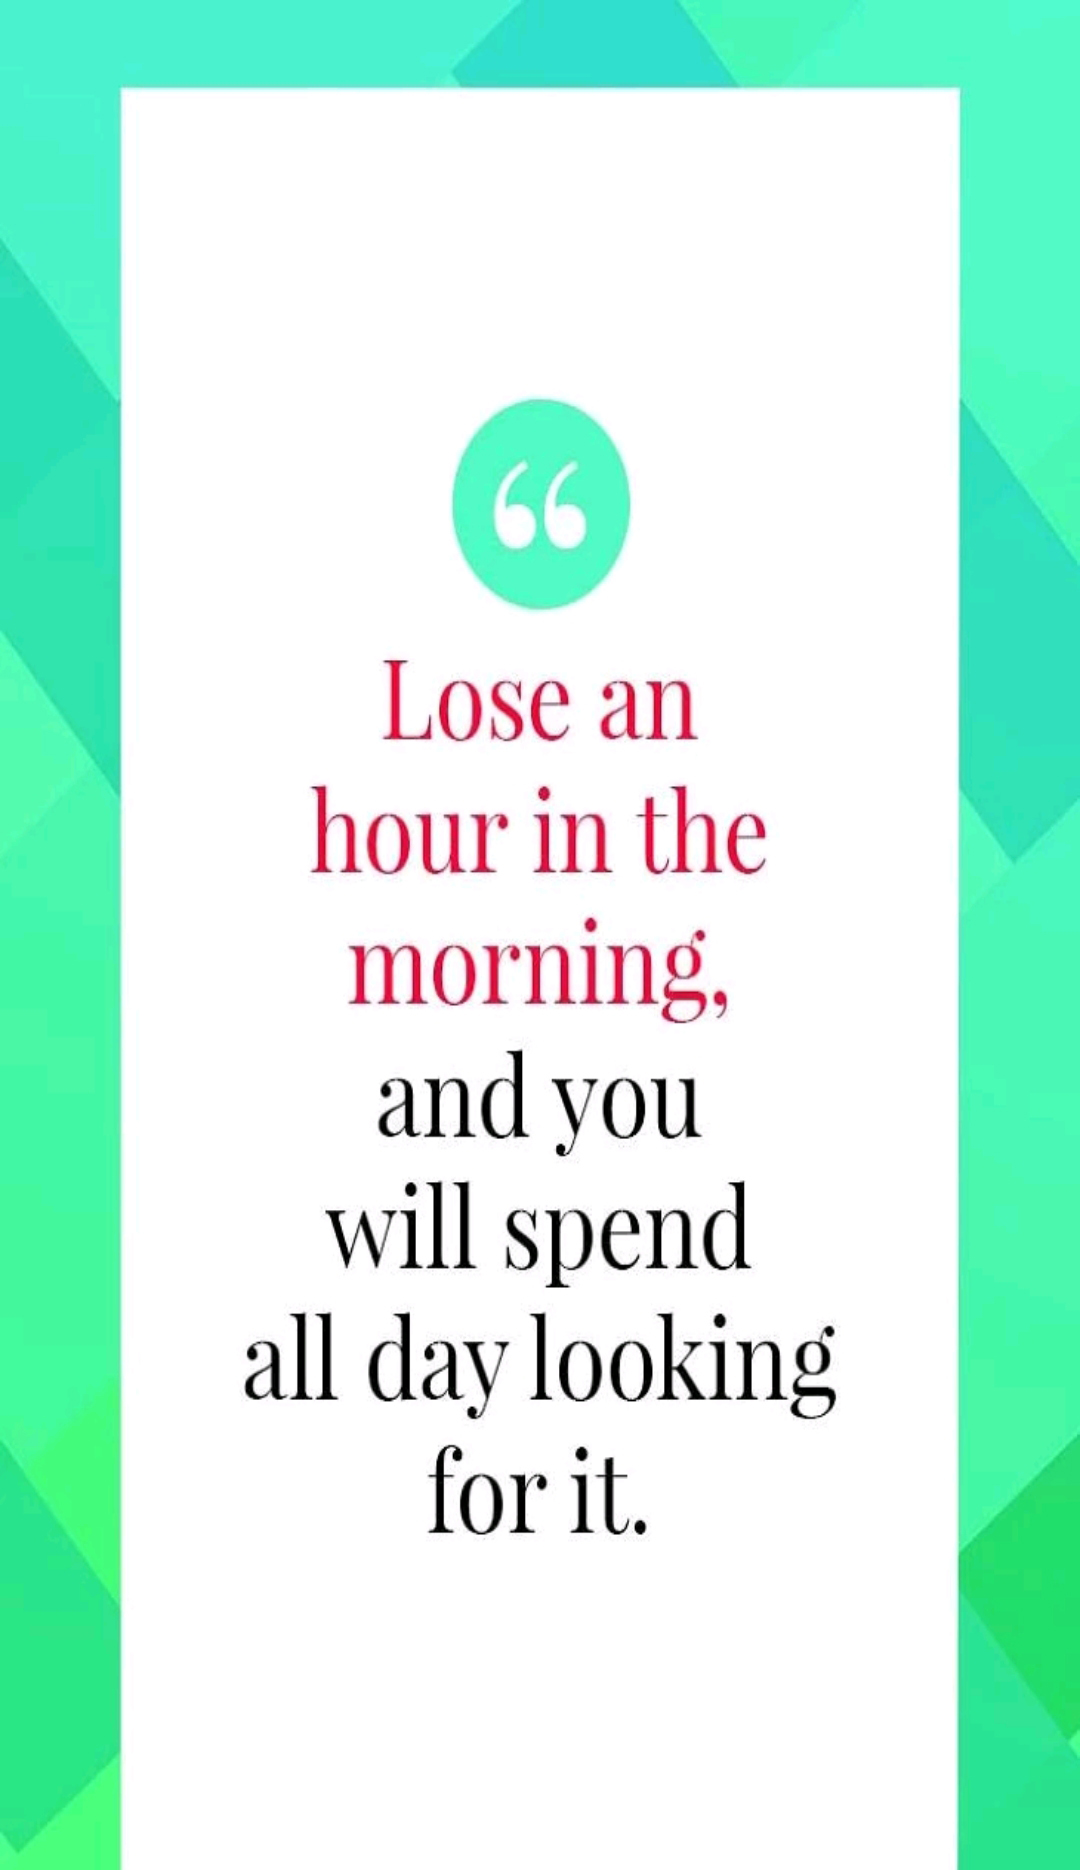 “
Lose an
hour in the
morning,
and you
will spend
all day looking
for it.